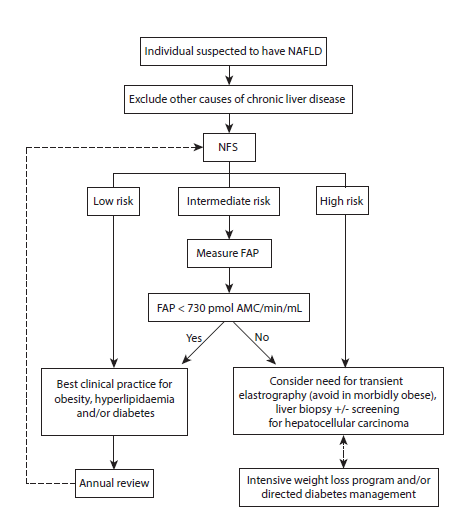 Individual suspected to have NAFLD
Exclude other causes of chronic liver disease
NFS
Low risk
Intermediate risk
High risk
Measure FAP
FAP < 730 pmol AMC/min/mL
Yes
No
Best clinical practice for
obesity, hyperlipidaemia
and/or diabetes
Consider need for transient
elastrography (avoid in morbidly obese),
liver biopsy +/- screening
for hepatocellular carcinoma
Annual review
Intensive weight loss program and/or
directed diabetes management